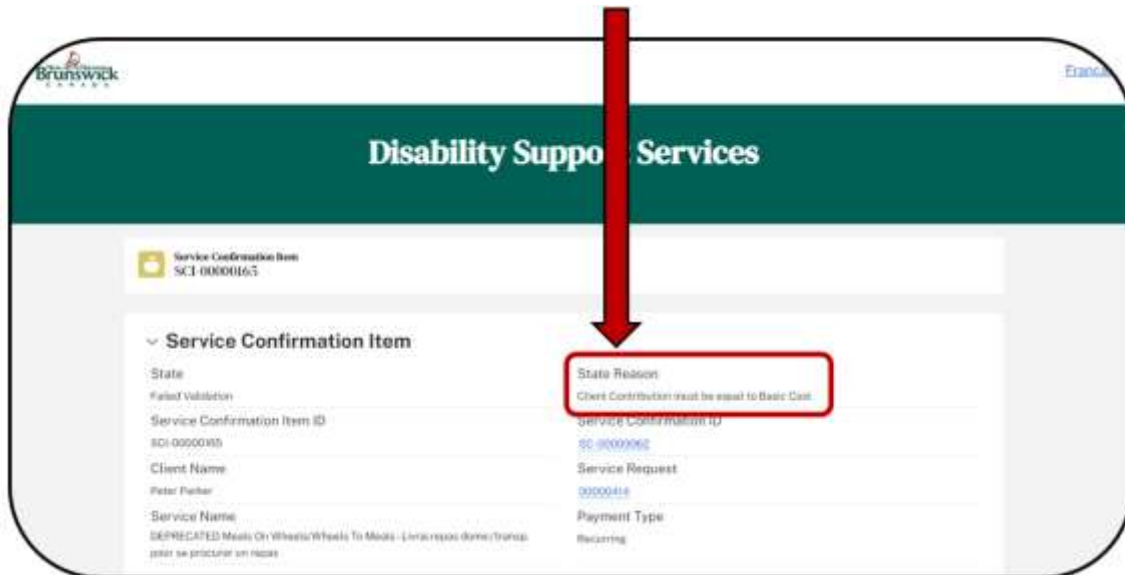 Brunswick
CANADA
Disability Support Services
Service Confirmation Item
SCI-00000165
Service Confirmation Item
State
Failed Validation
State Reason
Client Contribution must be equal to Basic Cost
Service Confirmation Item ID
SCI-00000165
Service Confirmation ID
SC-00000062
Client Name
Peter Parker
Service Request
00000414
Service Name
DEPRECATED Meals On Wheels/Wheels To Meals - Livrai repas domic/transp.
pour se procurer un repas
Payment Type
Recurring